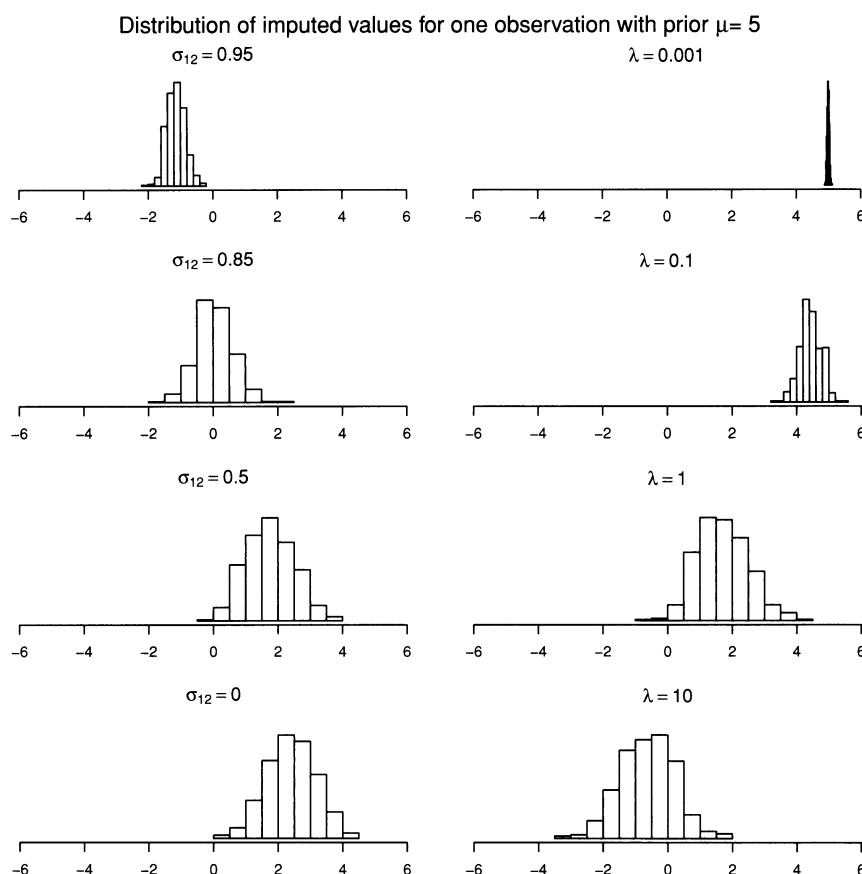 Distribution of imputed values for one observation with prior μ= 5
σ₁₂ = 0.95
λ = 0.001
−6 −4 −2 0 2 4 6
−6 −4 −2 0 2 4 6
σ₁₂ = 0.85
λ = 0.1
−6 −4 −2 0 2 4 6
−6 −4 −2 0 2 4 6
σ₁₂ = 0.5
λ = 1
−6 −4 −2 0 2 4 6
−6 −4 −2 0 2 4 6
σ₁₂ = 0
λ = 10
−6 −4 −2 0 2 4 6
−6 −4 −2 0 2 4 6